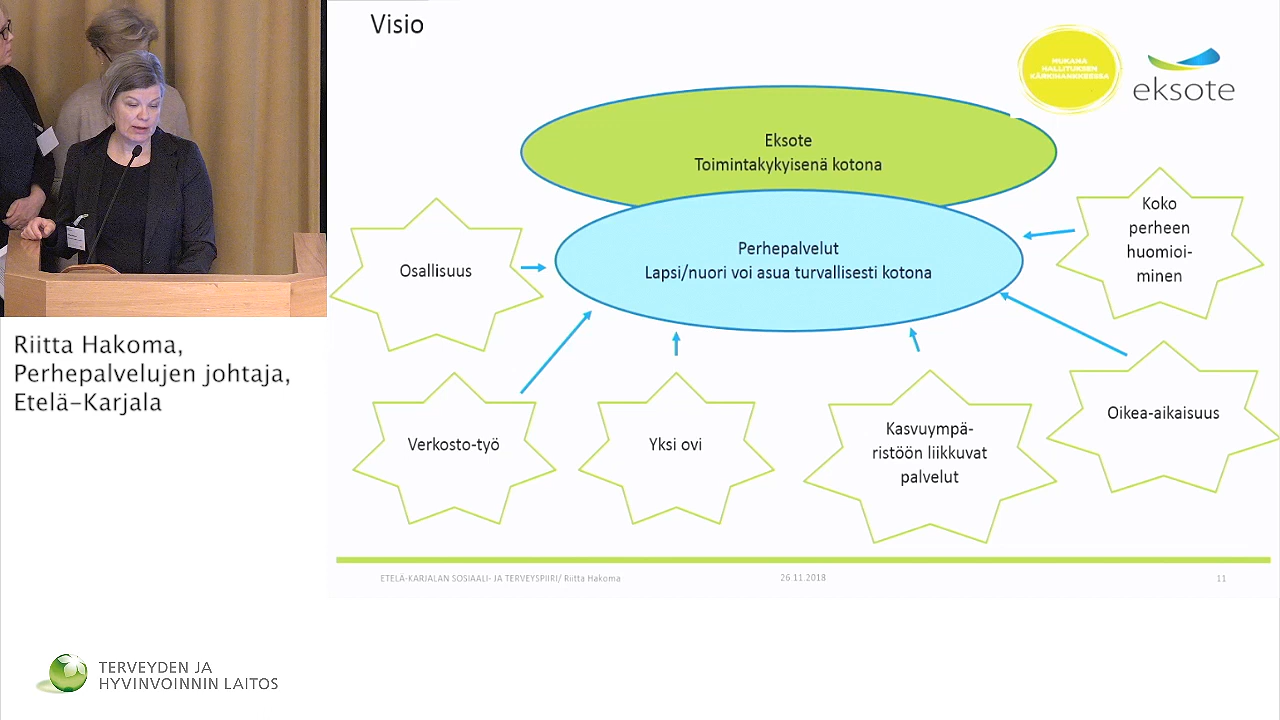 Visio
MUKANA
HALLITUKSEN
KÄRKIHANKKEESSA
eksote
Eksote
Toimintakykyisenä kotona
Perhepalvelut
Lapsi/nuori voi asua turvallisesti kotona
Koko
perheen
huomioi-
minen
Osallisuus
Oikea-aikaisuus
Verkosto-työ
Yksi ovi
Kasvuympä-
ristöön liikkuvat
palvelut
ETELÄ-KARJALAN SOSIAALI- JA TERVEYSPIIRI/ Riitta Hakoma
26.11.2018
11
Riitta Hakoma,
Perhepalvelujen johtaja,
Etelä-Karjala
TERVEYDEN JA
HYVINVOINNIN LAITOS